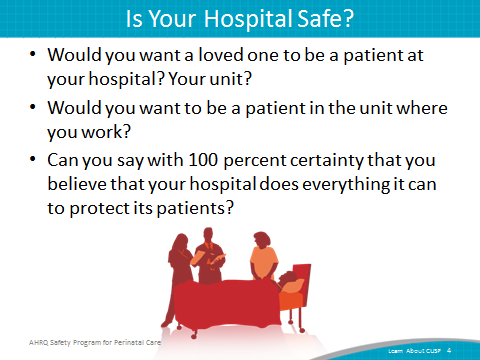 Is Your Hospital Safe?
• Would you want a loved one to be a patient at
your hospital? Your unit?
• Would you want to be a patient in the unit where
you work?
• Can you say with 100 percent certainty that you
believe that your hospital does everything it can
to protect its patients?
AHRQ Safety Program for Perinatal Care
Learn About CUSP 4